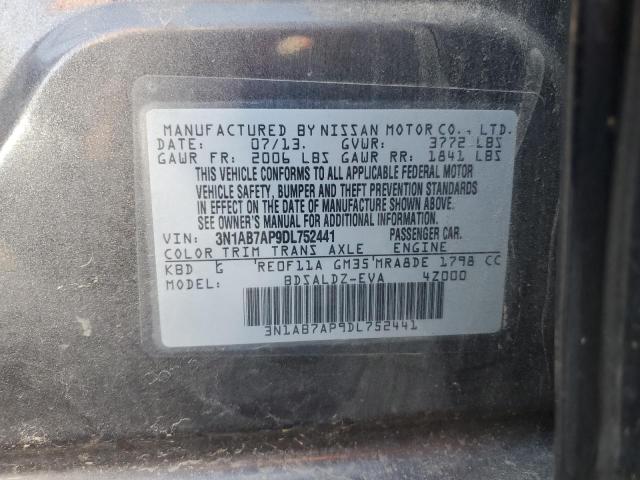 MANUFACTURED BY NISSAN MOTOR CO., LTD.
DATE: 07/13. GVWR: 3772 LBS
GAWR FR: 2006 LBS GAWR RR: 1841 LBS
THIS VEHICLE CONFORMS TO ALL APPLICABLE FEDERAL MOTOR
VEHICLE SAFETY, BUMPER AND THEFT PREVENTION STANDARDS
IN EFFECT ON THE DATE OF MANUFACTURE SHOWN ABOVE.
SEE OWNER'S MANUAL FOR ADDITIONAL INFORMATION.
VIN: 3N1AB7AP9DL752441 PASSENGER CAR.
COLOR TRIM TRANS AXLE ENGINE
KBD G RE0F11A GM35 MRA8DE 1798 CC
MODEL: BDSALDZ-EVA 4Z000
3N1AB7AP9DL752441